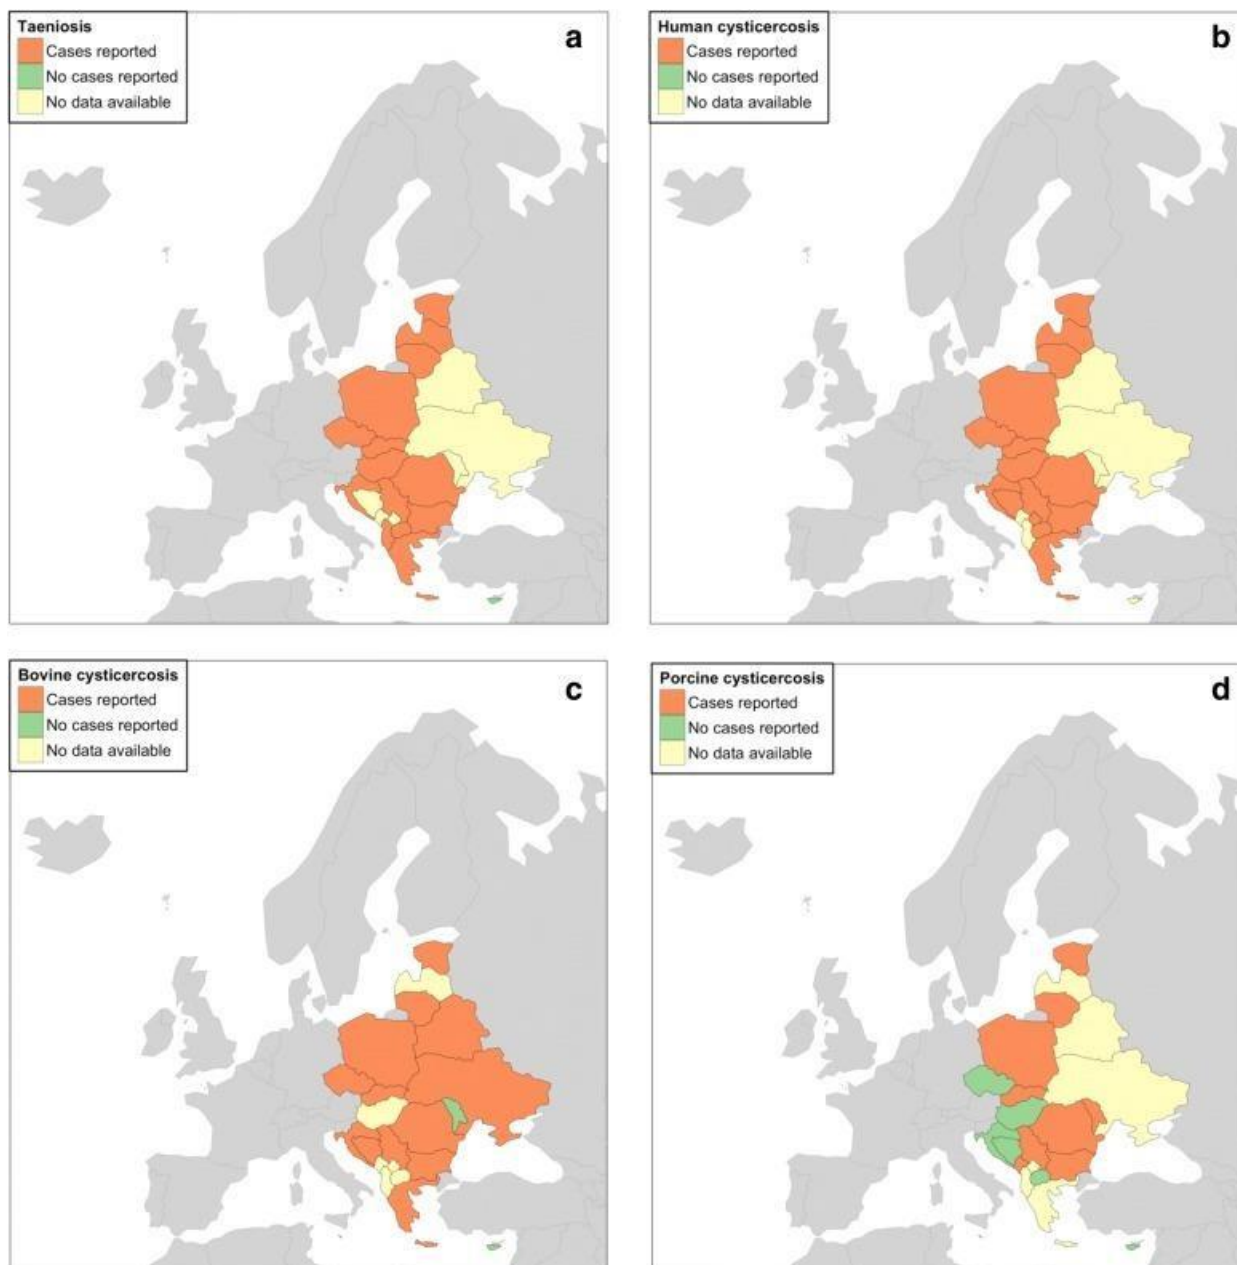 Taeniosis
Cases reported
No cases reported
No data available
a
Human cysticercosis
Cases reported
No cases reported
No data available
b
Bovine cysticercosis
Cases reported
No cases reported
No data available
c
Porcine cysticercosis
Cases reported
No cases reported
No data available
d